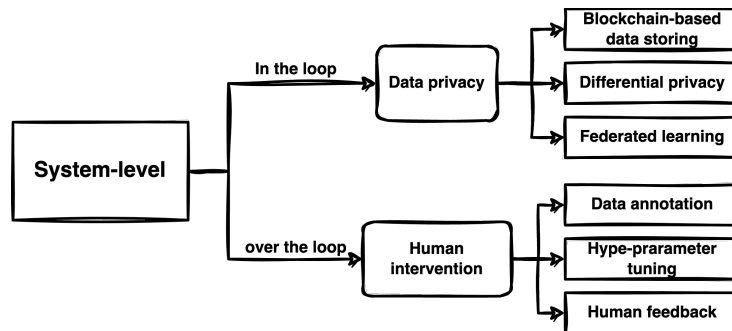 Blockchain-based
data storing
In the loop
Data privacy
Differential privacy
Federated learning
System-level
Data annotation
over the loop
Human
intervention
Hype-prarameter
tuning
Human feedback